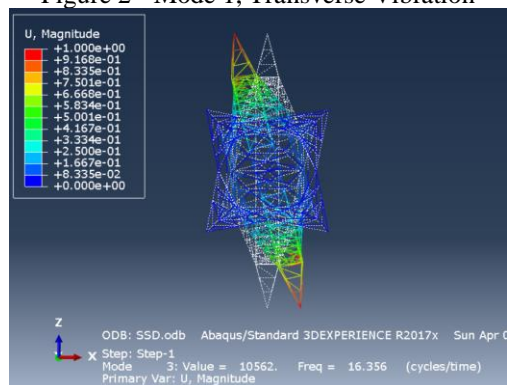 Figure 2 - Mode 1, Transverse Vibration
U, Magnitude
+1.000e+00
+9.168e-01
+8.335e-01
+7.501e-01
+6.668e-01
+5.834e-01
+5.001e-01
+4.167e-01
+3.334e-01
+2.500e-01
+1.667e-01
+8.335e-02
+0.000e+00
Z
X
ODB: SSD.odb Abaqus/Standard 3DEXPERIENCE R2017x Sun Apr
Step: Step-1
Mode 3: Value = 10562. Freq = 16.356 (cycles/time)
Primary Var: U, Magnitude